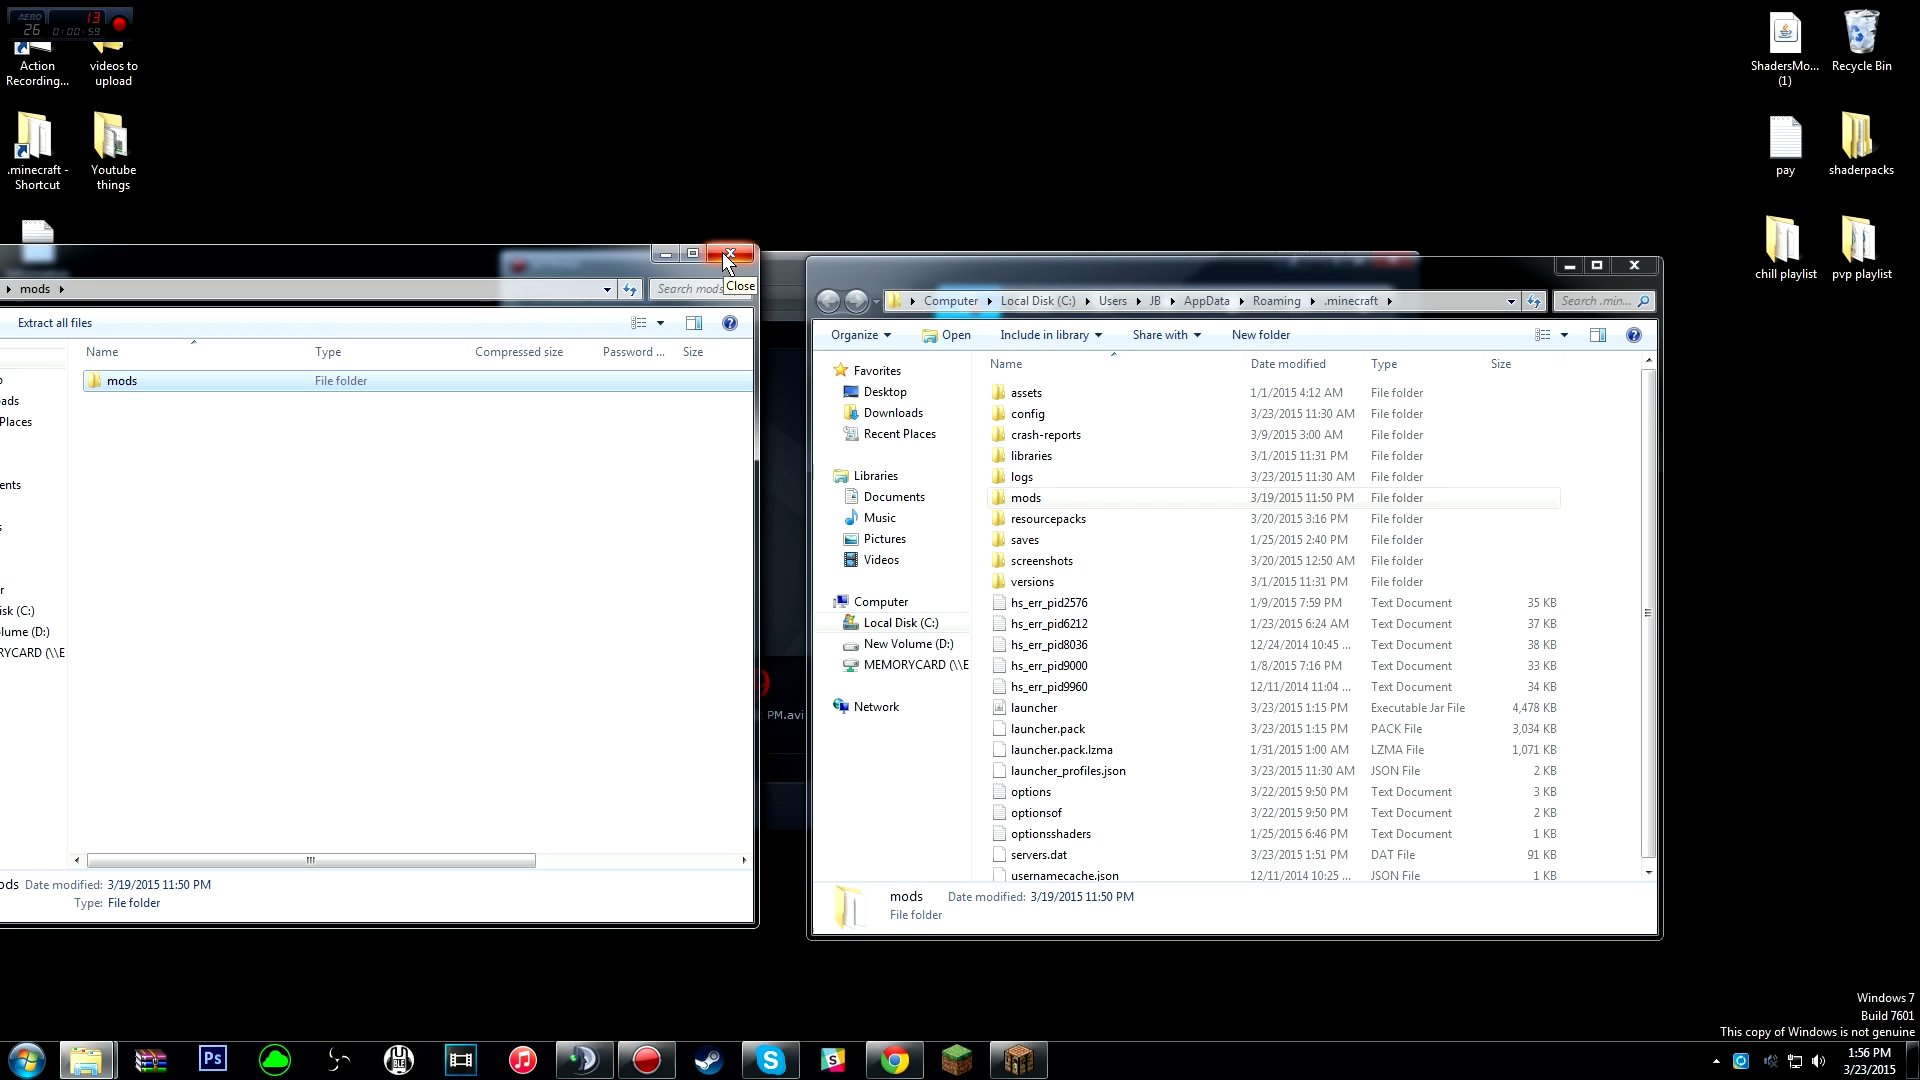 AERO
26
13
0:00:59
Action
Recording...
videos to
upload
.minecraft -
Shortcut
Youtube
things
ShadersMo...
(1)
Recycle Bin
pay
shaderpacks
chill playlist
pvp playlist
mods
Search mods
Close
Extract all files
Name
Type
Compressed size
Password ...
Size
mods
File folder
ads
Places
ents
r
isk (C:)
lume (D:)
RYCARD (\\E
ods Date modified: 3/19/2015 11:50 PM
Type: File folder
PM.avi
Computer
Local Disk (C:)
Users
JB
AppData
Roaming
.minecraft
Search .min...
Organize
Open
Include in library
Share with
New folder
Favorites
Desktop
Downloads
Recent Places
Libraries
Documents
Music
Pictures
Videos
Computer
Local Disk (C:)
New Volume (D:)
MEMORYCARD (\\E
Network
Name Date modified Type Size
assets 1/1/2015 4:12 AM File folder
config 3/23/2015 11:30 AM File folder
crash-reports 3/9/2015 3:00 AM File folder
libraries 3/1/2015 11:31 PM File folder
logs 3/23/2015 11:30 AM File folder
mods 3/19/2015 11:50 PM File folder
resourcepacks 3/20/2015 3:16 PM File folder
saves 1/25/2015 2:40 PM File folder
screenshots 3/20/2015 12:50 AM File folder
versions 3/1/2015 11:31 PM File folder
hs_err_pid2576 1/9/2015 7:59 PM Text Document 35 KB
hs_err_pid6212 1/23/2015 6:24 AM Text Document 37 KB
hs_err_pid8036 12/24/2014 10:45 ... Text Document 38 KB
hs_err_pid9000 1/8/2015 7:16 PM Text Document 33 KB
hs_err_pid9960 12/11/2014 11:04 ... Text Document 34 KB
launcher 3/23/2015 1:15 PM Executable Jar File 4,478 KB
launcher.pack 3/23/2015 1:15 PM PACK File 3,034 KB
launcher.pack.lzma 1/31/2015 1:00 AM LZMA File 1,071 KB
launcher_profiles.json 3/23/2015 11:30 AM JSON File 2 KB
options 3/22/2015 9:50 PM Text Document 3 KB
optionsof 3/22/2015 9:50 PM Text Document 2 KB
optionsshaders 1/25/2015 6:46 PM Text Document 1 KB
servers.dat 3/23/2015 1:51 PM DAT File 91 KB
usernamecache.json 12/11/2014 10:25 ... JSON File 1 KB
mods Date modified: 3/19/2015 11:50 PM
File folder
Windows 7
Build 7601
This copy of Windows is not genuine
Ps
U
BLE
S
S
1:56 PM
3/23/2015